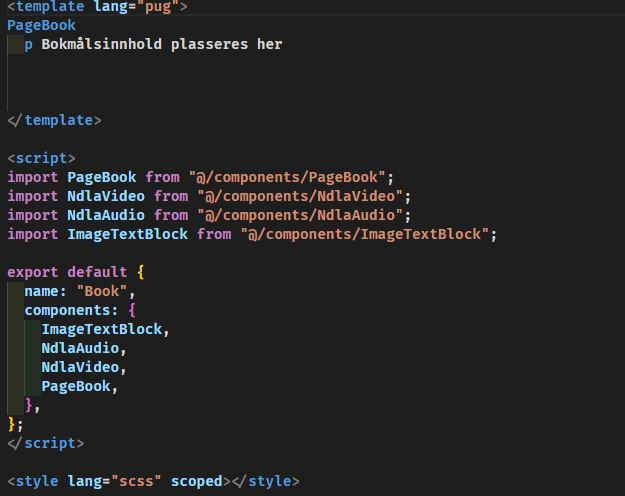 <template lang="pug">
PageBook
  p Bokmålsinnhold plasseres her
</template>
<script>
import PageBook from "@/components/PageBook";
import NdlaVideo from "@/components/NdlaVideo";
import NdlaAudio from "@/components/NdlaAudio";
import ImageTextBlock from "@/components/ImageTextBlock";
export default {
  name: "Book",
  components: {
    ImageTextBlock,
    NdlaAudio,
    NdlaVideo,
    PageBook,
  },
};
</script>
<style lang="scss" scoped></style>